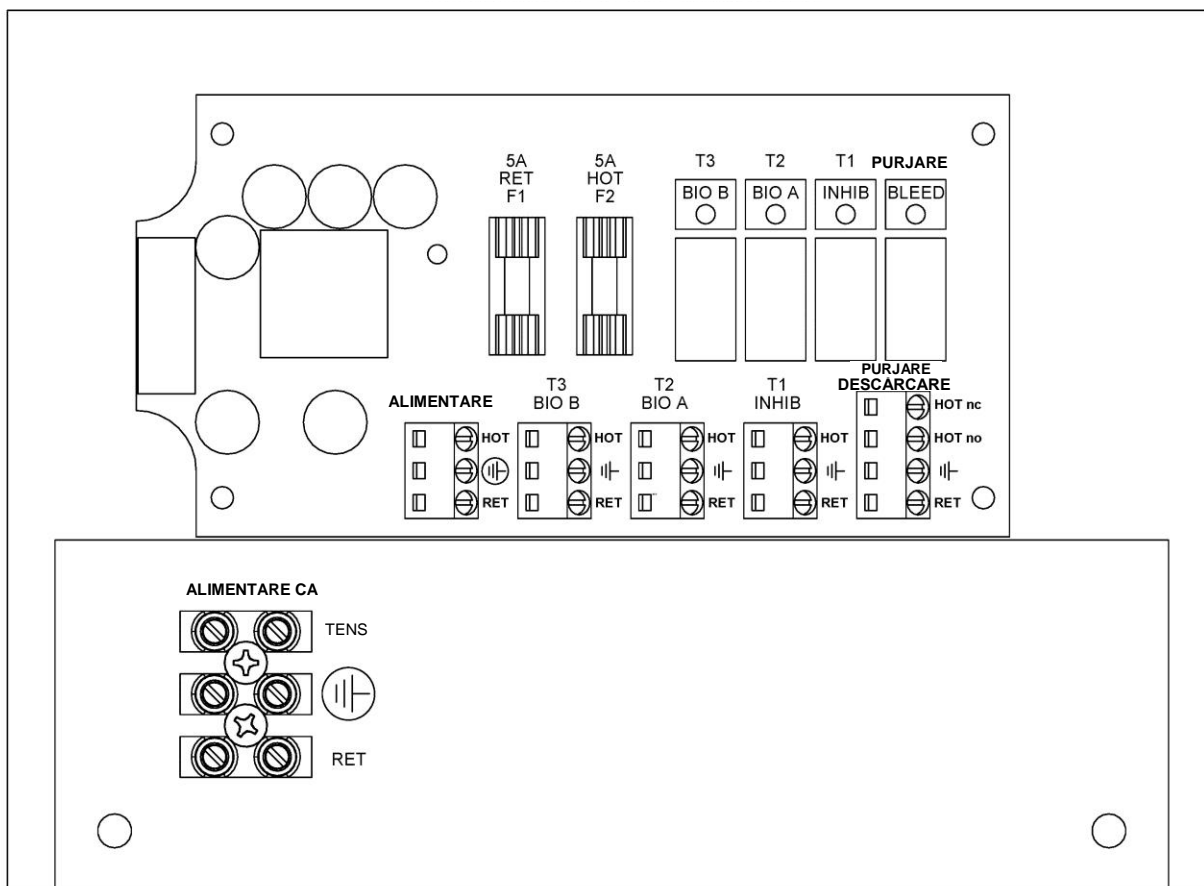 5A
RET
F1
5A
HOT
F2
T3
BIO B
T2
BIO A
T1
INHIB
PURJARE
BLEED
ALIMENTARE
HOT
RET
T3
BIO B
HOT
RET
T2
BIO A
HOT
RET
T1
INHIB
HOT
RET
PURJARE
DESCĂRCARE
HOT nc
HOT no
RET
ALIMENTARE CA
TENS
RET